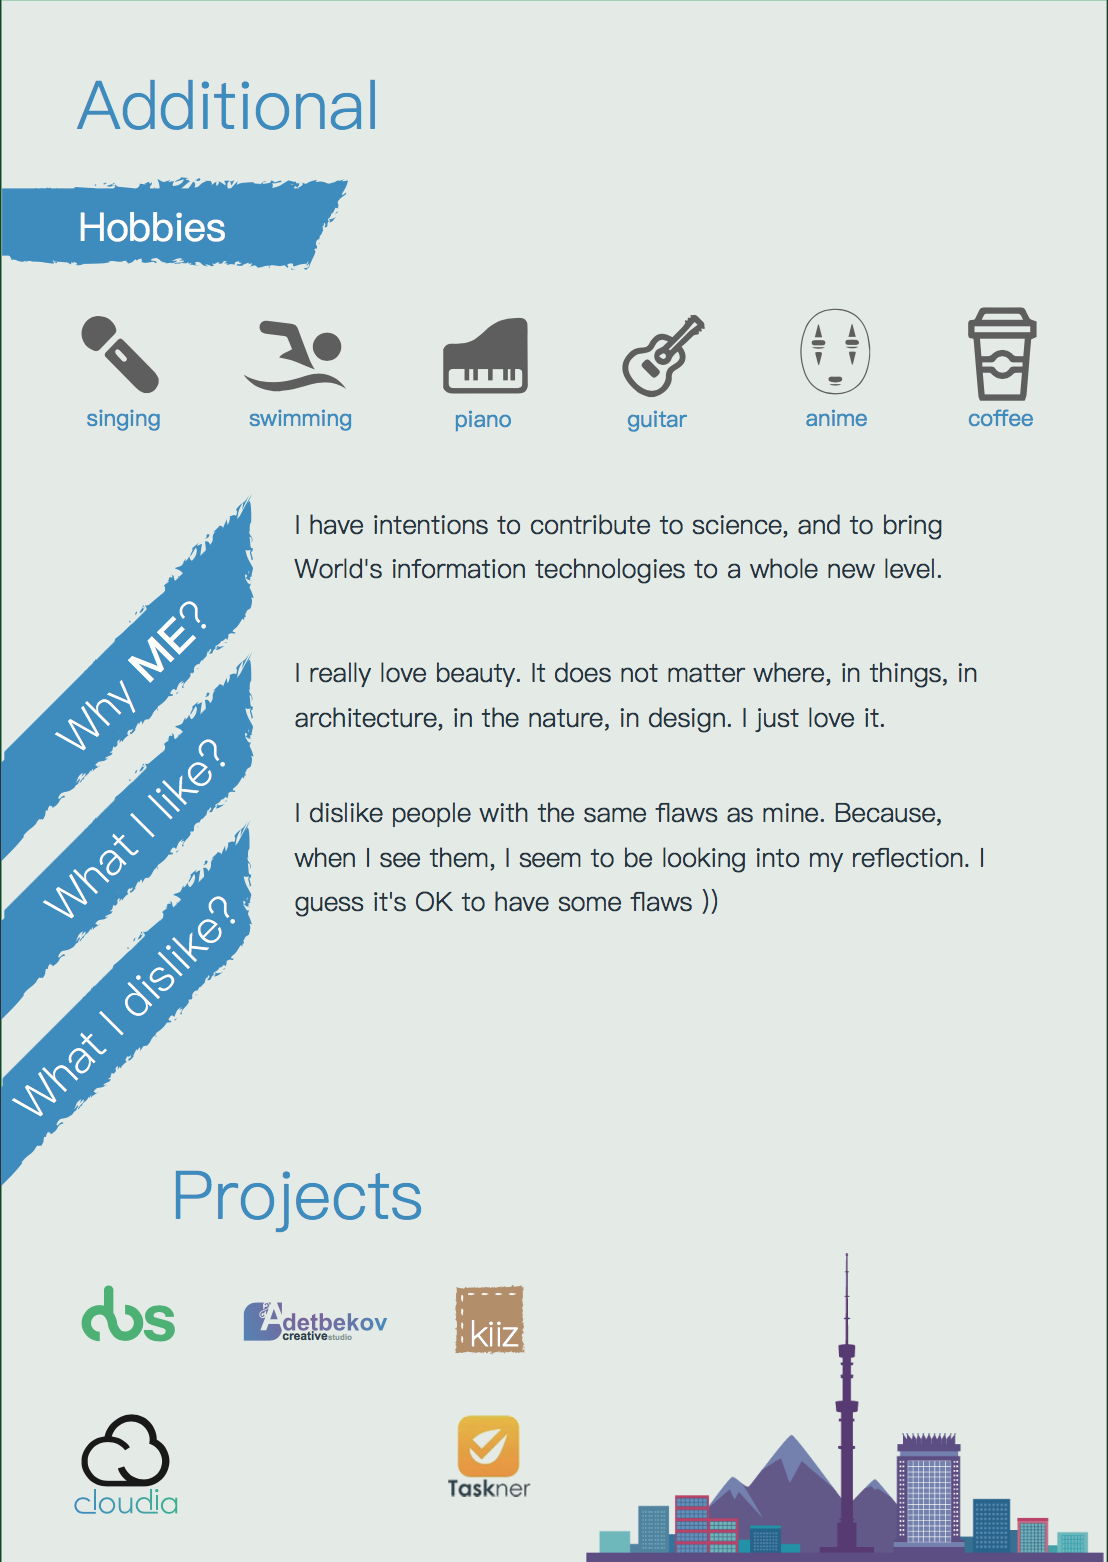 Additional
Hobbies
singing swimming piano guitar anime coffee
Why ME?
I have intentions to contribute to science, and to bring
World's information technologies to a whole new level.
What I like?
I really love beauty. It does not matter where, in things, in
architecture, in the nature, in design. I just love it.
What I dislike?
I dislike people with the same flaws as mine. Because,
when I see them, I seem to be looking into my reflection. I
guess it's OK to have some flaws ))
Projects
dbs Adetbekov kiiz
creativestudio
cloudia Taskner